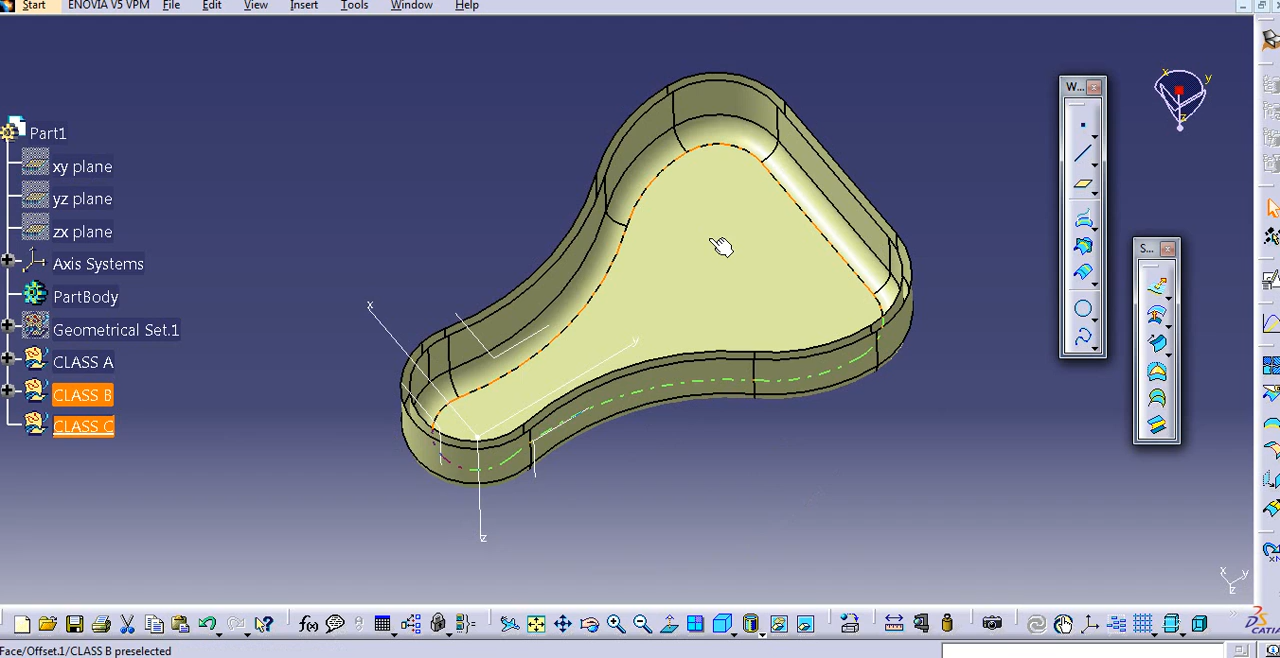 Start ENOVIA V5 VPM File Edit View Insert Tools Window Help
W...
x y
z
Part1
xy plane
yz plane
zx plane
Axis Systems
PartBody
Geometrical Set.1
CLASS A
CLASS B
CLASS C
S...
x
y
z
x y
z
f(x)
CATIA
Face/Offset.1/CLASS B preselected